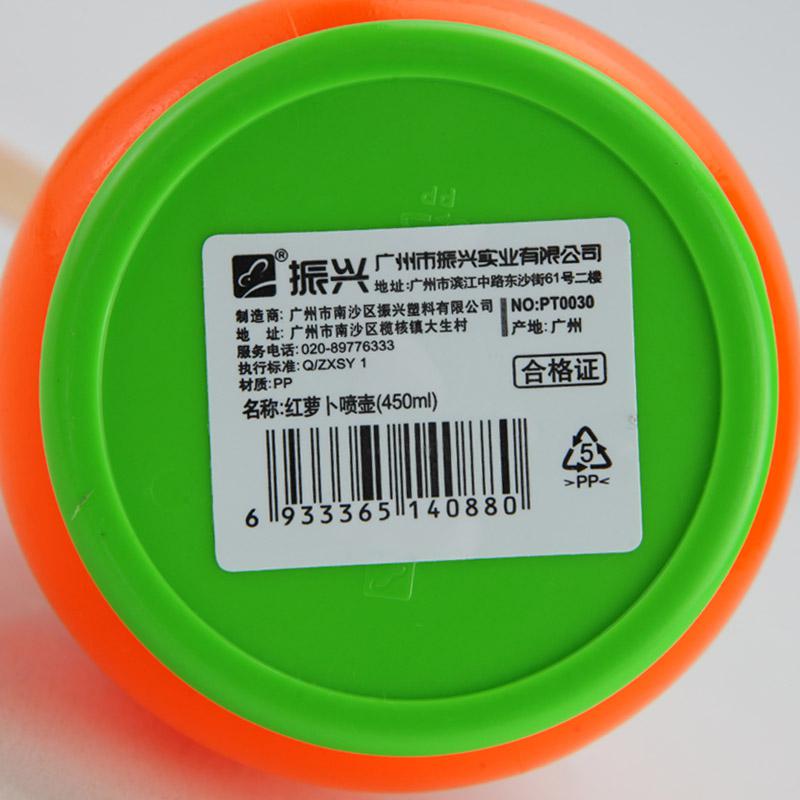 PP
振兴® 广州市振兴实业有限公司
地址:广州市滨江中路东沙街61号二楼
制造商: 广州市南沙区振兴塑料有限公司
地 址: 广州市南沙区榄核镇大生村
服务电话: 020-89776333
执行标准: Q/ZXSY 1
材质: PP
NO:PT0030
产地: 广州
合格证
名称:红萝卜喷壶(450ml)
6 933365 140880
5
>PP<